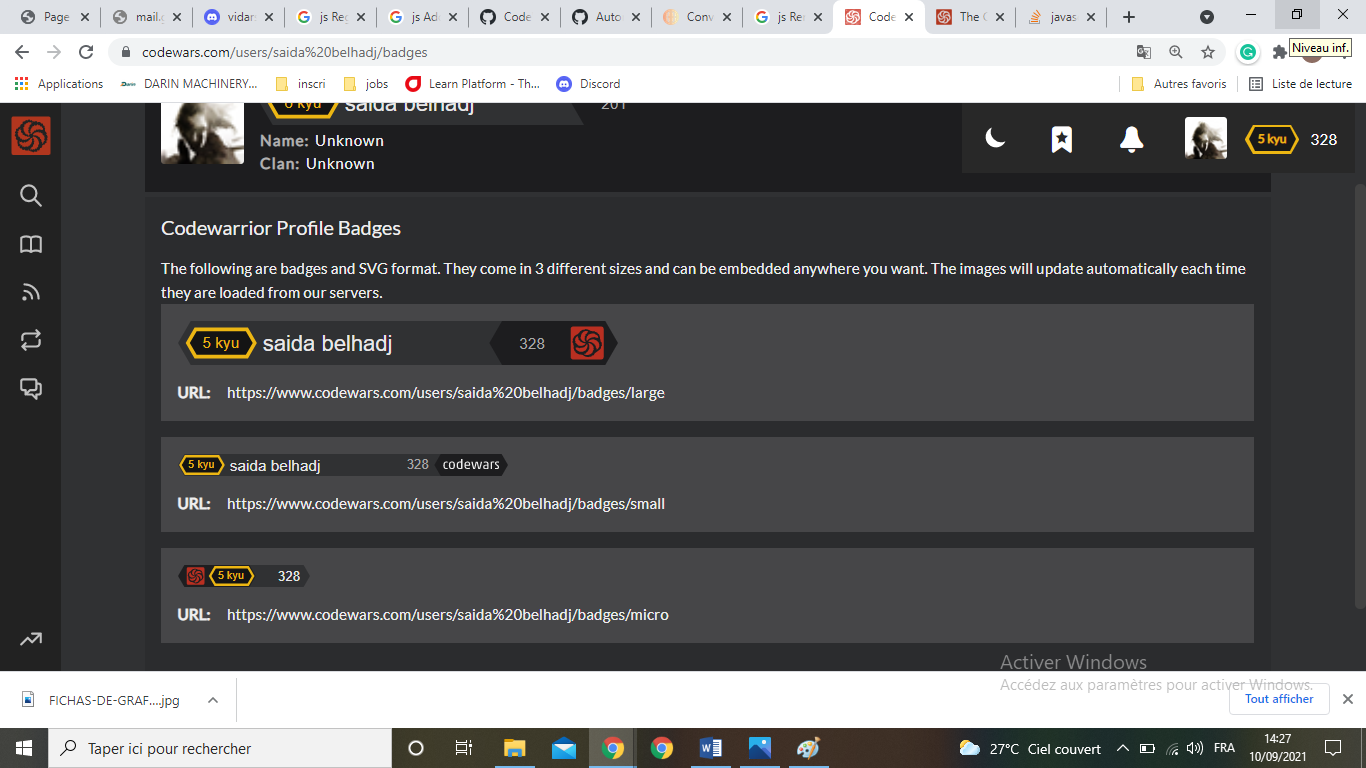 Page
mail.g
vidar
js Reg
js Ad
Code
Auto
Conv
js Rer
Code
The C
javas
codewars.com/users/saida%20belhadj/badges
Niveau inf.
Applications
DARIN MACHINERY...
inscri
jobs
Learn Platform - Th...
Discord
Autres favoris
Liste de lecture
6 kyu saida belhadj 201
Name: Unknown
Clan: Unknown
5 kyu 328
Codewarrior Profile Badges
The following are badges and SVG format. They come in 3 different sizes and can be embedded anywhere you want. The images will update automatically each time
they are loaded from our servers.
5 kyu saida belhadj 328
URL: https://www.codewars.com/users/saida%20belhadj/badges/large
5 kyu saida belhadj 328 codewars
URL: https://www.codewars.com/users/saida%20belhadj/badges/small
5 kyu 328
URL: https://www.codewars.com/users/saida%20belhadj/badges/micro
Activer Windows
Accédez aux paramètres pour activer Windows.
FICHAS-DE-GRAF....jpg
Tout afficher
Taper ici pour rechercher
27°C Ciel couvert
FRA
14:27
10/09/2021